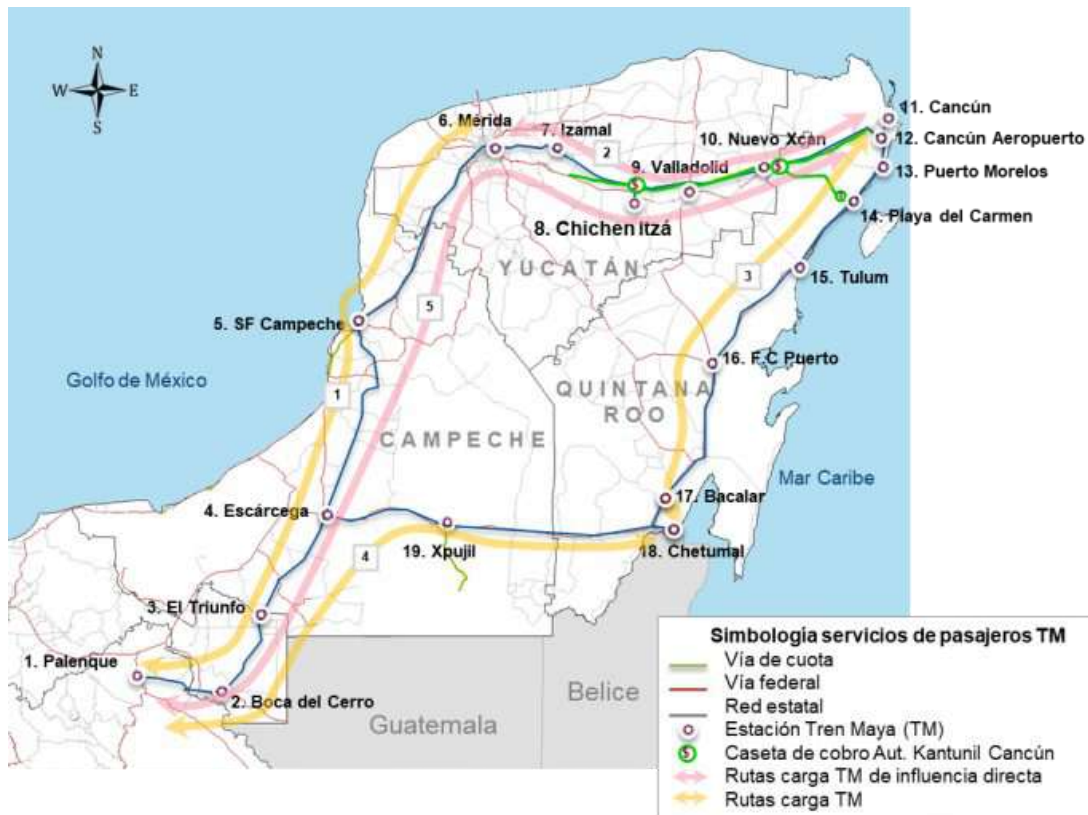 N
W
E
S
11. Cancún
6. Mérida
7. Izamal
10. Nuevo Xcán
12. Cancún Aeropuerto
2
9. Valladolid
13. Puerto Morelos
8. Chichen itzá
14. Playa del Carmen
YUCATÁN
3
15. Tulum
5
5. SF Campeche
16. F.C Puerto
Golfo de México
QUINTANA
ROO
1
CAMPECHE
Mar Caribe
17. Bacalar
4. Escárcega
19. Xpujil
18. Chetumal
4
3. El Triunfo
1. Palenque
2. Boca del Cerro
Belice
Guatemala
Simbología servicios de pasajeros TM
Vía de cuota
Vía federal
Red estatal
Estación Tren Maya (TM)
$ Caseta de cobro Aut. Kantunil Cancún
Rutas carga TM de influencia directa
Rutas carga TM